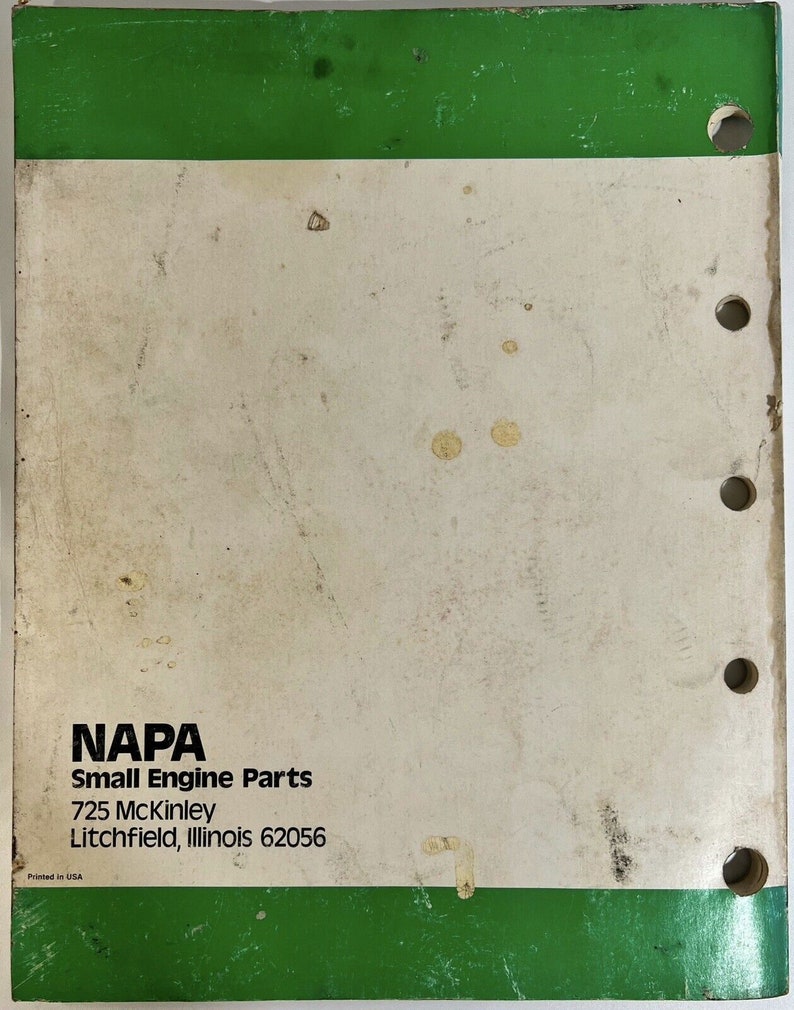 NAPA
Small Engine Parts
725 McKinley
Litchfield, Illinois 62056
Printed in USA